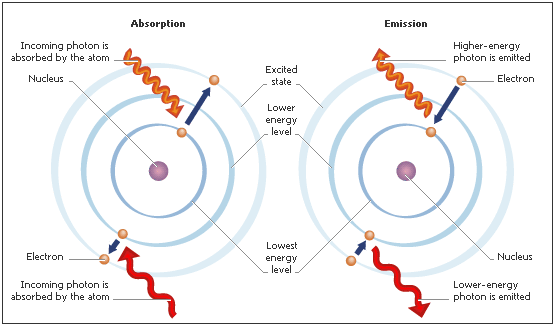 Absorption
Incoming photon is
absorbed by the atom
Nucleus
Electron
Incoming photon is
absorbed by the atom
Excited
state
Lower
energy
level
Lowest
energy
level
Emission
Higher-energy
photon is emitted
Electron
Nucleus
Lower-energy
photon is emitted